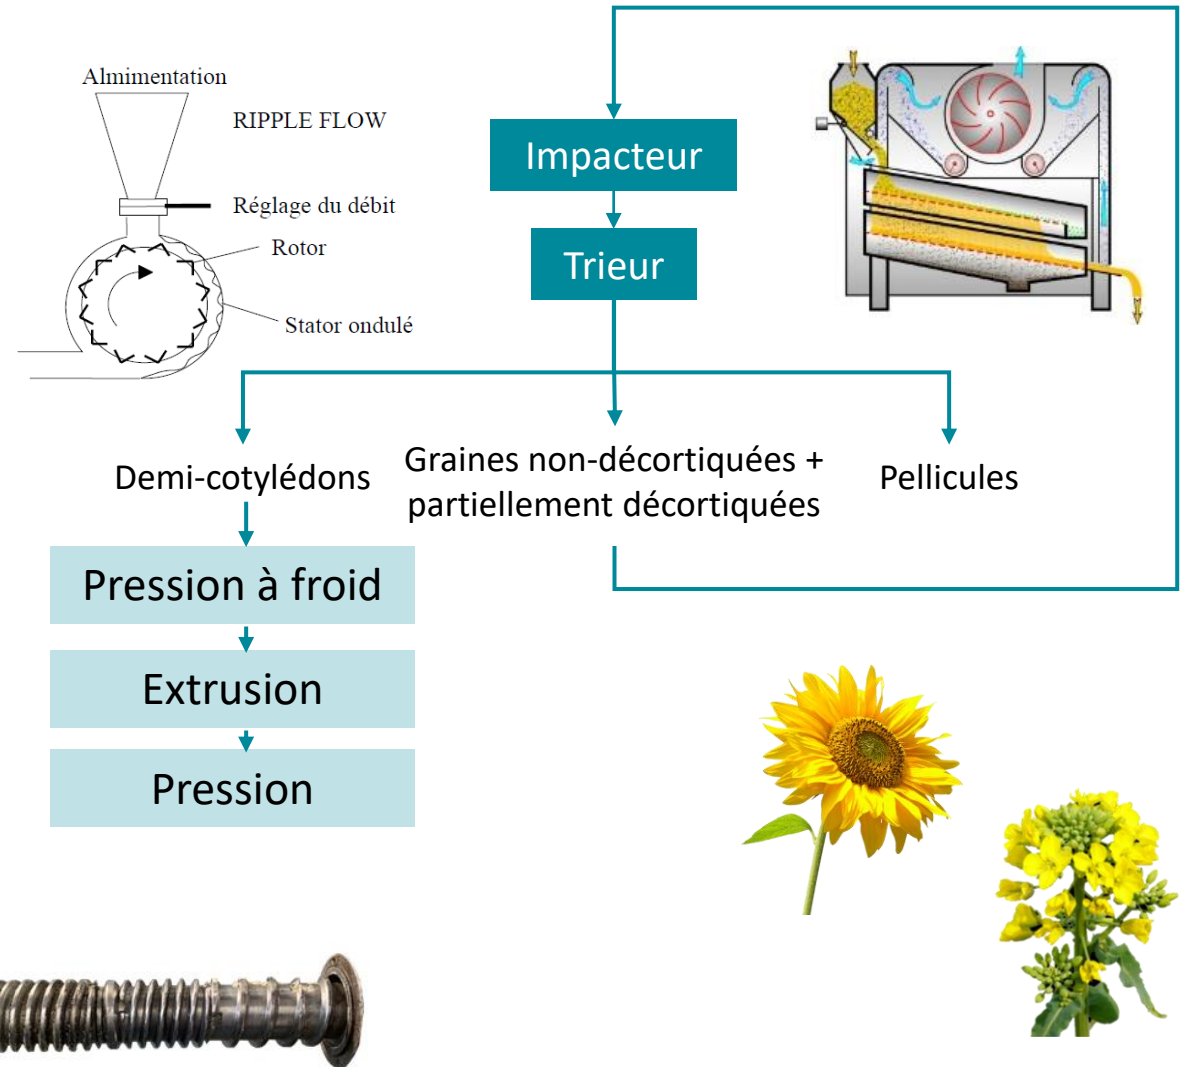 Almimentation
RIPPLE FLOW
Réglage du débit
Rotor
Stator ondulé
Impacteur
Trieur
Demi-cotylédons
Graines non-décortiquées +
partiellement décortiquées
Pellicules
Pression à froid
Extrusion
Pression